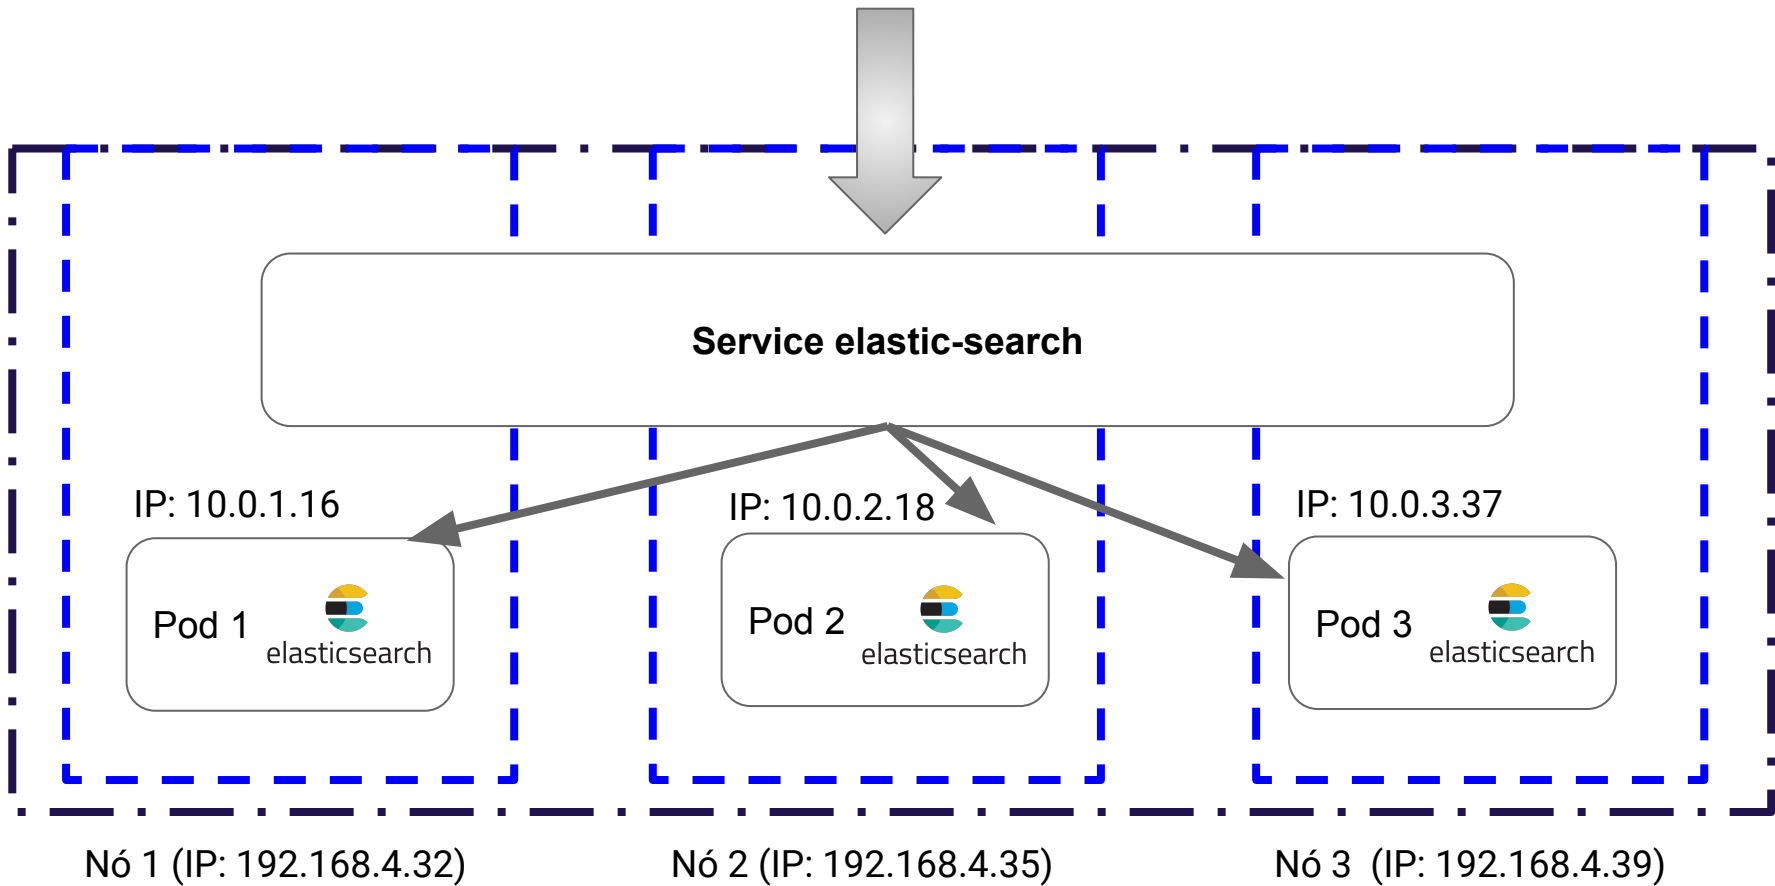 Service elastic-search
IP: 10.0.1.16
IP: 10.0.2.18
IP: 10.0.3.37
Pod 1
elasticsearch
Pod 2
elasticsearch
Pod 3
elasticsearch
Nó 1 (IP: 192.168.4.32)
Nó 2 (IP: 192.168.4.35)
Nó 3 (IP: 192.168.4.39)